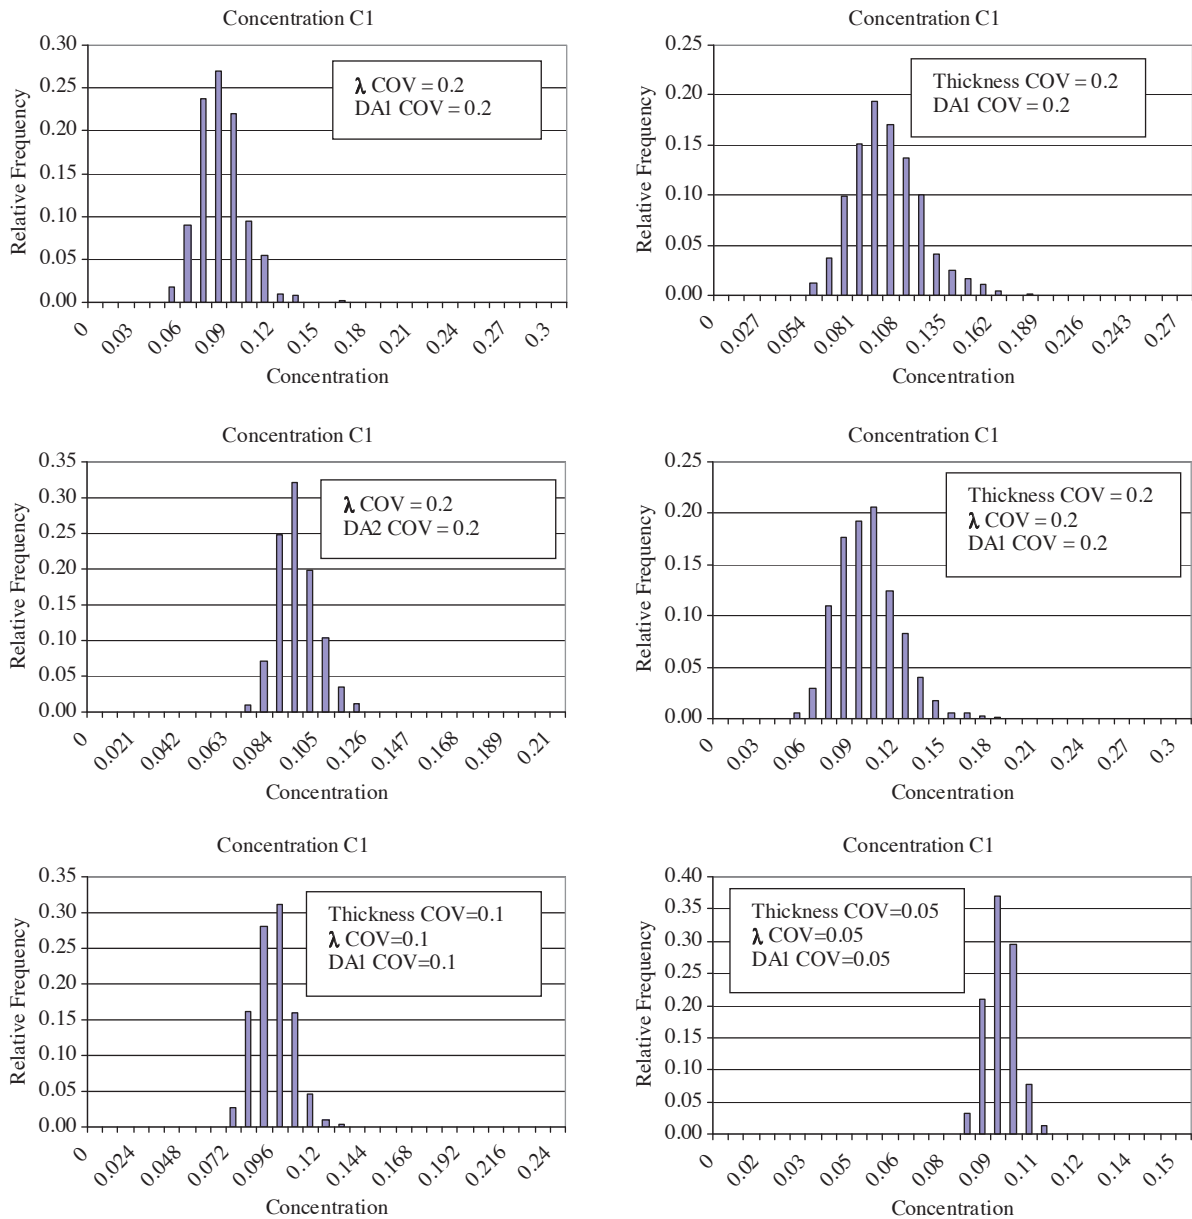 Concentration C1
0.30
0.25
0.20
0.15
0.10
0.05
0.00
Relative Frequency
λ COV = 0.2
DA1 COV = 0.2
0 0.03 0.06 0.09 0.12 0.15 0.18 0.21 0.24 0.27 0.3
Concentration
Concentration C1
0.25
0.20
0.15
0.10
0.05
0.00
Relative Frequency
Thickness COV = 0.2
DA1 COV = 0.2
0 0.027 0.054 0.081 0.108 0.135 0.162 0.189 0.216 0.243 0.27
Concentration
Concentration C1
0.35
0.30
0.25
0.20
0.15
0.10
0.05
0.00
Relative Frequency
λ COV = 0.2
DA2 COV = 0.2
0 0.021 0.042 0.063 0.084 0.105 0.126 0.147 0.168 0.189 0.21
Concentration
Concentration C1
0.25
0.20
0.15
0.10
0.05
0.00
Relative Frequency
Thickness COV = 0.2
λ COV = 0.2
DA1 COV = 0.2
0 0.03 0.06 0.09 0.12 0.15 0.18 0.21 0.24 0.27 0.3
Concentration
Concentration C1
0.35
0.30
0.25
0.20
0.15
0.10
0.05
0.00
Relative Frequency
Thickness COV=0.1
λ COV=0.1
DA1 COV=0.1
0 0.024 0.048 0.072 0.096 0.12 0.144 0.168 0.192 0.216 0.24
Concentration
Concentration C1
0.40
0.35
0.30
0.25
0.20
0.15
0.10
0.05
0.00
Relative Frequency
Thickness COV=0.05
λ COV=0.05
DA1 COV=0.05
0 0.02 0.03 0.05 0.06 0.08 0.09 0.11 0.12 0.14 0.15
Concentration